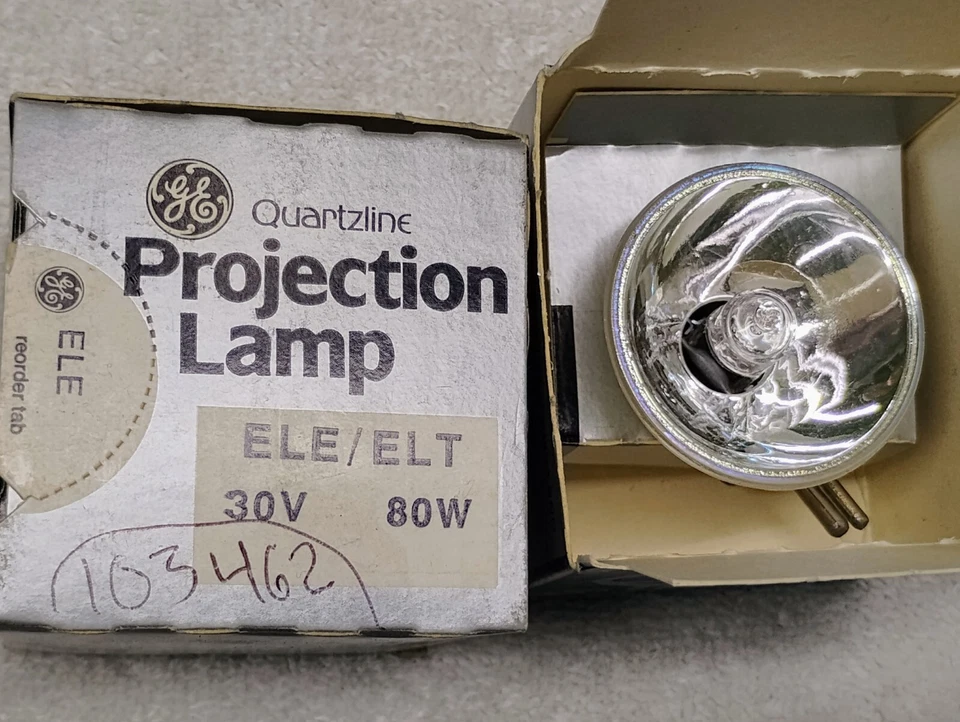 GE Quartzline
Projection
Lamp
GE
ELE
reorder tab
ELE/ELT
30V 80W
103462